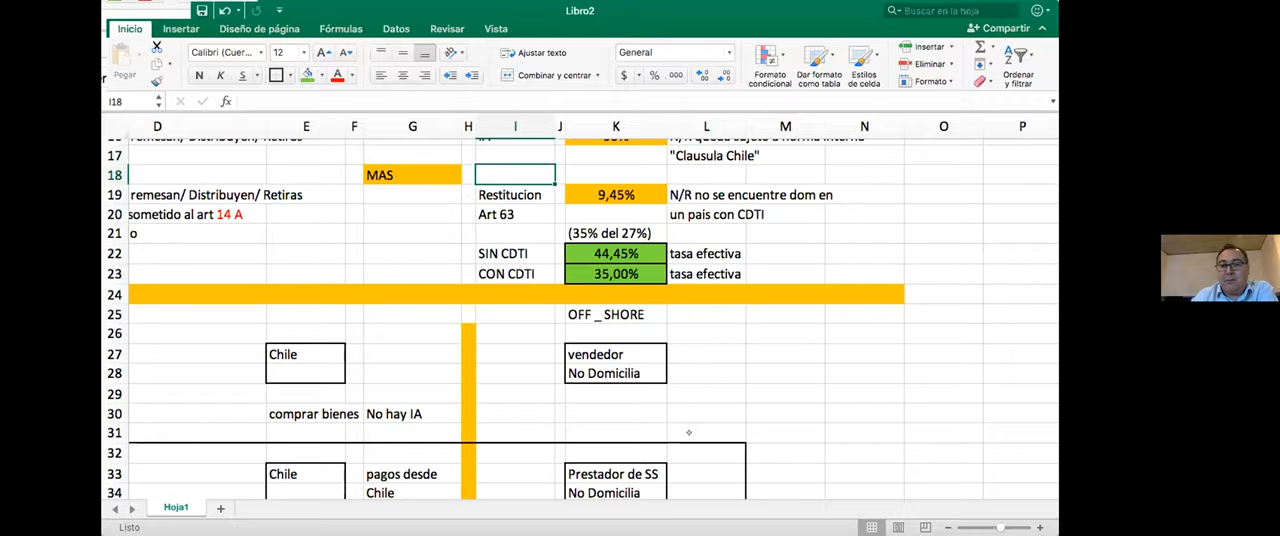 Libro2
Buscar en la hoja
Inicio Insertar Diseño de página Fórmulas Datos Revisar Vista Compartir
Pegar
Calibri (Cuer... 12 A A
N K S A
Ajustar texto
Combinar y centrar
General
$ % 000
Formato condicional
Dar formato como tabla
Estilos de celda
Insertar
Eliminar
Formato
Ordenar y filtrar
I18 fx
D E F G H I J K L M N O P
remesan/ Distribuyen/ Retiras
17 "Clausula Chile"
18 MAS
19 remesan/ Distribuyen/ Retiras Restitucion 9,45% N/R no se encuentre dom en
20 sometido al art 14 A Art 63 un pais con CDTI
21 o (35% del 27%)
22 SIN CDTI 44,45% tasa efectiva
23 CON CDTI 35,00% tasa efectiva
24
25 OFF _ SHORE
26
27 Chile vendedor
28 No Domicilia
29
30 comprar bienes No hay IA
31
32
33 Chile pagos desde Prestador de SS
34 Chile No Domicilia
Hoja1
Listo